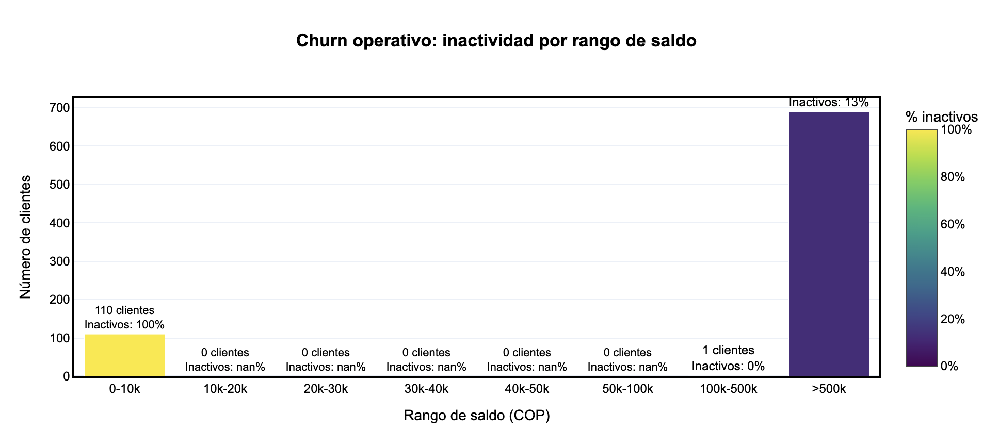 Churn operativo: inactividad por rango de saldo
Inactivos: 13%
% inactivos
700
600
500
400
300
200
100
0
Número de clientes
110 clientes
Inactivos: 100%
0 clientes
Inactivos: nan%
0 clientes
Inactivos: nan%
0 clientes
Inactivos: nan%
0 clientes
Inactivos: nan%
0 clientes
Inactivos: nan%
1 clientes
Inactivos: 0%
100%
80%
60%
40%
20%
0%
0-10k
10k-20k
20k-30k
30k-40k
40k-50k
50k-100k
100k-500k
>500k
Rango de saldo (COP)